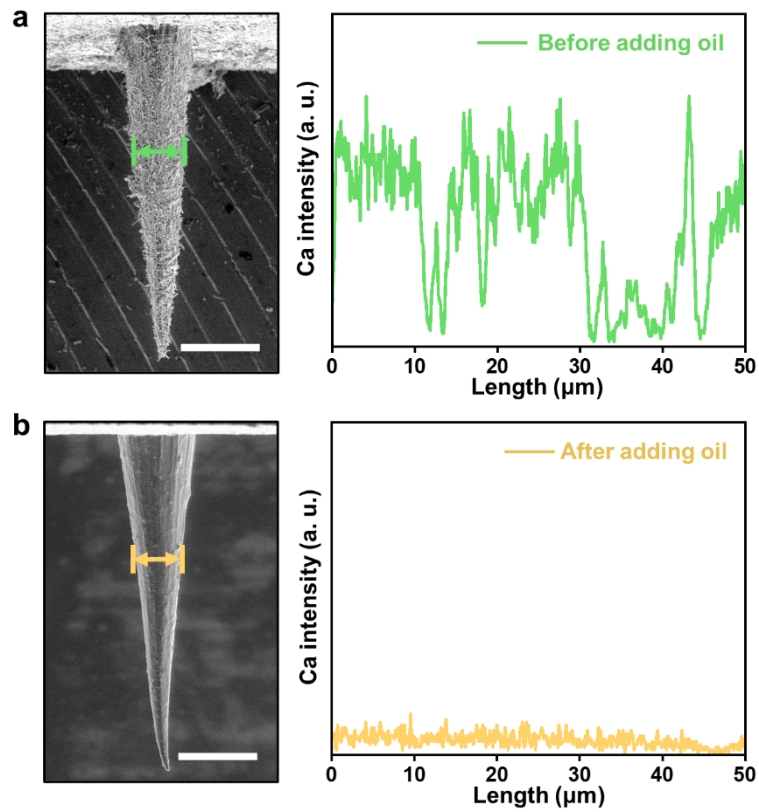 a
Before adding oil
Ca intensity (a. u.)
0 10 20 30 40 50
Length (μm)
b
After adding oil
Ca intensity (a. u.)
0 10 20 30 40 50
Length (μm)